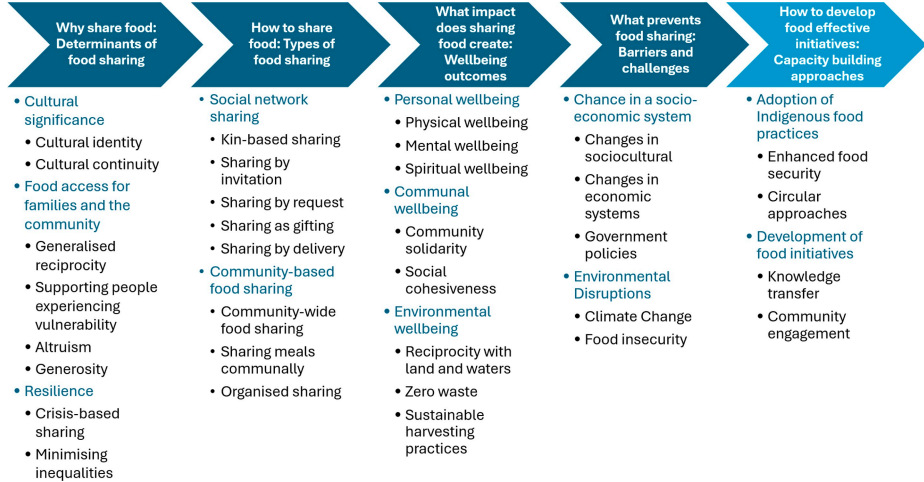 Why share food:
Determinants of
food sharing
• Cultural
significance
• Cultural identity
• Cultural continuity
• Food access for
families and the
community
• Generalised
reciprocity
• Supporting people
experiencing
vulnerability
• Altruism
• Generosity
• Resilience
• Crisis-based
sharing
• Minimising
inequalities
How to share
food: Types of
food sharing
• Social network
sharing
• Kin-based sharing
• Sharing by
invitation
• Sharing by request
• Sharing as gifting
• Sharing by delivery
• Community-based
food sharing
• Community-wide
food sharing
• Sharing meals
communally
• Organised sharing
What impact
does sharing
food create:
Wellbeing
outcomes
• Personal wellbeing
• Physical wellbeing
• Mental wellbeing
• Spiritual wellbeing
• Communal
wellbeing
• Community
solidarity
• Social
cohesiveness
• Environmental
wellbeing
• Reciprocity with
land and waters
• Zero waste
• Sustainable
harvesting
practices
What prevents
food sharing:
Barriers and
challenges
• Chance in a socio-
economic system
• Changes in
sociocultural
• Changes in
economic
systems
• Government
policies
• Environmental
Disruptions
• Climate Change
• Food insecurity
How to develop
food effective
initiatives:
Capacity building
approaches
• Adoption of
Indigenous food
practices
• Enhanced food
security
• Circular
approaches
• Development of
food initiatives
• Knowledge
transfer
• Community
engagement